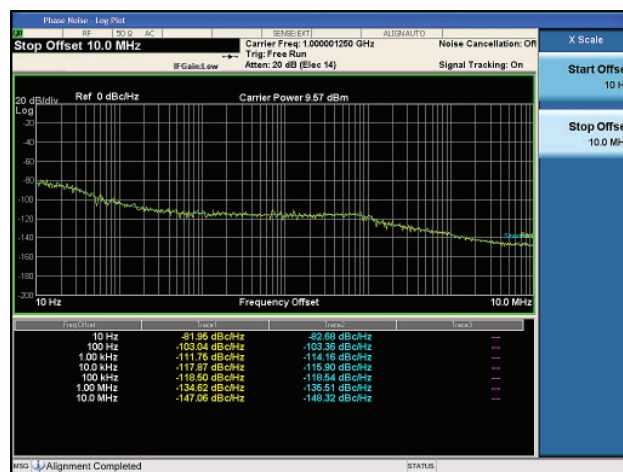 Phase Noise - Log Plot
RF 50 Ω AC SENSE:EXT ALIGNAUTO
Stop Offset 10.0 MHz Carrier Freq: 1.000001250 GHz Noise Cancellation: Off
Trig: Free Run
IFGain:Low Atten: 20 dB (Elec 14) Signal Tracking: On
X Scale
Start Offse
10 H
Stop Offse
10.0 MH
20 dB/div Ref 0 dBc/Hz Carrier Power 9.57 dBm
Log
-20
-40
-60
-80
-100
-120
-140
-160
-180
-200
10 Hz Frequency Offset 10.0 MHz
Freq Offset Trace1 Trace2 Trace3
10 Hz -81.95 dBc/Hz -82.68 dBc/Hz ---
100 Hz -103.04 dBc/Hz -103.36 dBc/Hz ---
1.00 kHz -111.75 dBc/Hz -114.16 dBc/Hz ---
10.0 kHz -117.87 dBc/Hz -115.90 dBc/Hz ---
100 kHz -118.50 dBc/Hz -118.54 dBc/Hz ---
1.00 MHz -134.62 dBc/Hz -135.51 dBc/Hz ---
10.0 MHz -147.06 dBc/Hz -148.32 dBc/Hz ---
MSG Alignment Completed STATUS